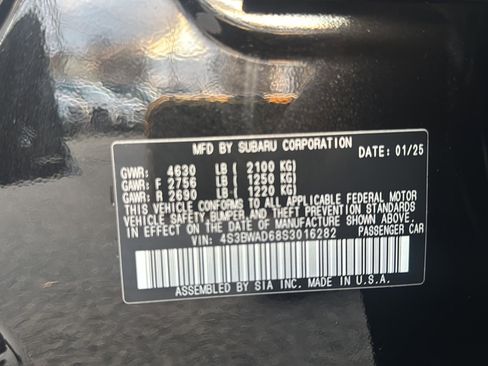 MFD BY SUBARU CORPORATION DATE: 01/25
GVWR: 4630 LB ( 2100 KG)
GAWR: F 2756 LB ( 1250 KG)
GAWR: R 2690 LB ( 1220 KG)
THIS VEHICLE CONFORMS TO ALL APPLICABLE FEDERAL MOTOR
VEHICLE SAFETY, BUMPER, AND THEFT PREVENTION STANDARDS
IN EFFECT ON THE DATE OF MANUFACTURE SHOWN ABOVE.
VIN: 4S3BWAD68S3016282 PASSENGER CAR
ASSEMBLED BY SIA INC. MADE IN U.S.A.